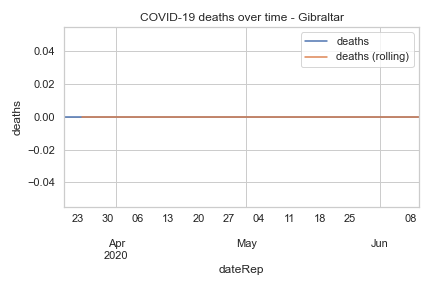 COVID-19 deaths over time - Gibraltar
deaths
deaths (rolling)
0.04
0.02
0.00
−0.02
−0.04
deaths
23 30 06 13 20 27 04 11 18 25 08
Apr May Jun
2020
dateRep